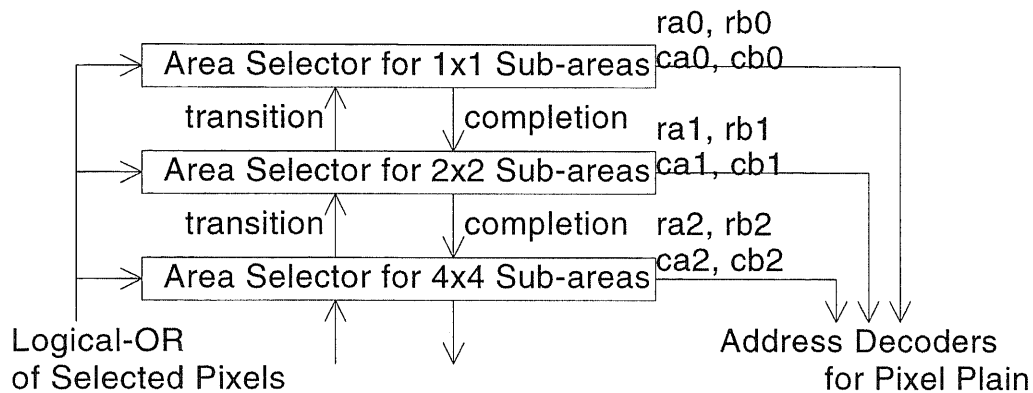 ra0, rb0
Area Selector for 1x1 Sub-areas
ca0, cb0
transition
completion
ra1, rb1
Area Selector for 2x2 Sub-areas
ca1, cb1
transition
completion
ra2, rb2
Area Selector for 4x4 Sub-areas
ca2, cb2
Logical-OR
of Selected Pixels
Address Decoders
for Pixel Plain